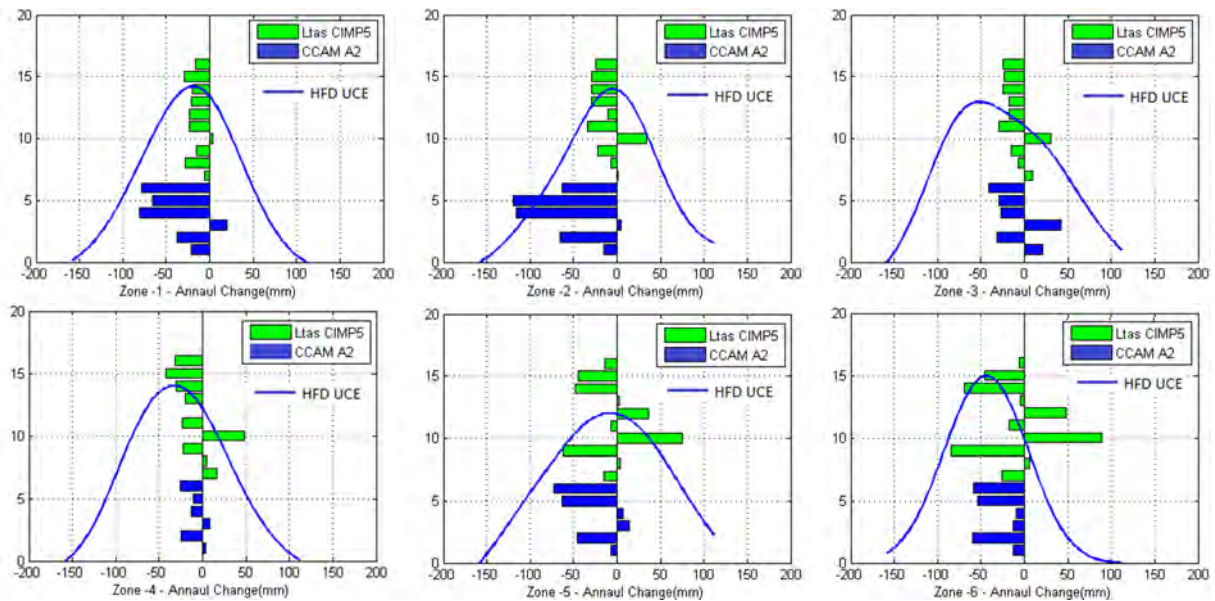 20
15
10
5
0
-200 -150 -100 -50 0 50 100 150 200
Zone -1 - Annaul Change(mm)
Ltas CIMP5
CCAM A2
HFD UCE
20
15
10
5
0
-200 -150 -100 -50 0 50 100 150 200
Zone -2 - Annaul Change(mm)
Ltas CIMP5
CCAM A2
HFD UCE
20
15
10
5
0
-200 -150 -100 -50 0 50 100 150 200
Zone -3 - Annaul Change(mm)
Ltas CIMP5
CCAM A2
HFD UCE
20
15
10
5
0
-200 -150 -100 -50 0 50 100 150 200
Zone -4 - Annaul Change(mm)
Ltas CIMP5
CCAM A2
HFD UCE
20
15
10
5
0
-200 -150 -100 -50 0 50 100 150 200
Zone -5 - Annaul Change(mm)
Ltas CIMP5
CCAM A2
HFD UCE
20
15
10
5
0
-200 -150 -100 -50 0 50 100 150 200
Zone -6 - Annaul Change(mm)
Ltas CIMP5
CCAM A2
HFD UCE